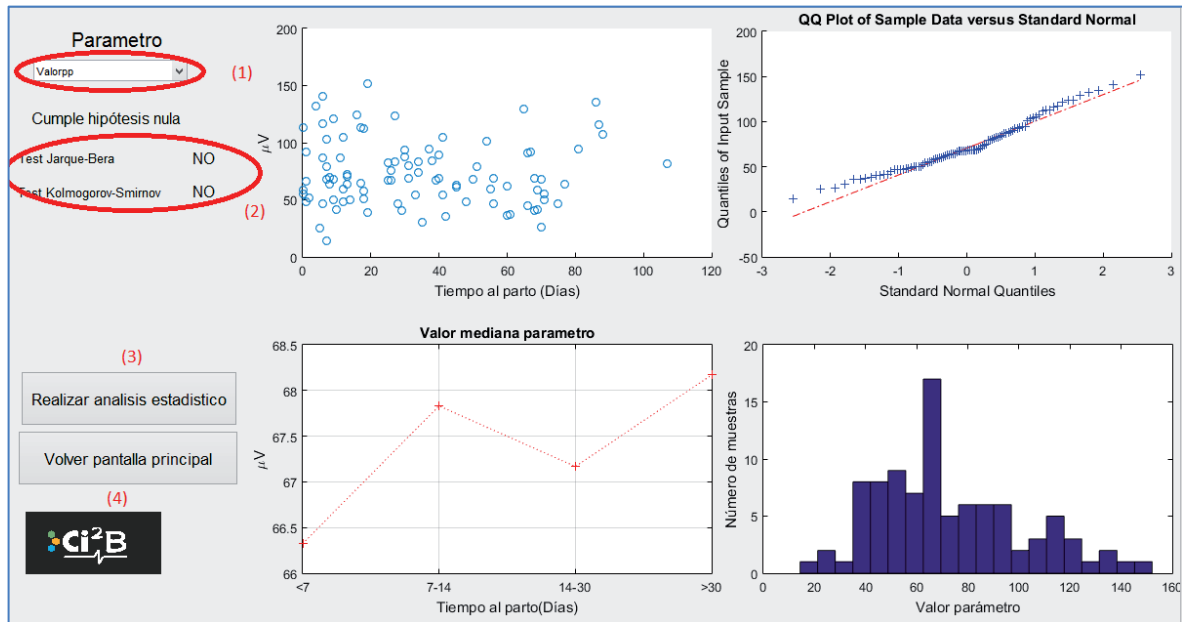 Parametro
Valorpp
(1)
Cumple hipótesis nula
Test Jarque-Bera NO
Test Kolmogorov-Smirnov NO
(2)
(3)
Realizar analisis estadistico
Volver pantalla principal
(4)
Ci²B
200
150
100
50
0
μV
0 20 40 60 80 100 120
Tiempo al parto (Días)
QQ Plot of Sample Data versus Standard Normal
200
150
100
50
0
-50
Quantiles of Input Sample
-3 -2 -1 0 1 2 3
Standard Normal Quantiles
Valor mediana parametro
68.5
68
67.5
67
66.5
66
μV
<7 7-14 14-30 >30
Tiempo al parto(Días)
20
15
10
5
0
Número de muestras
0 20 40 60 80 100 120 140 160
Valor parámetro